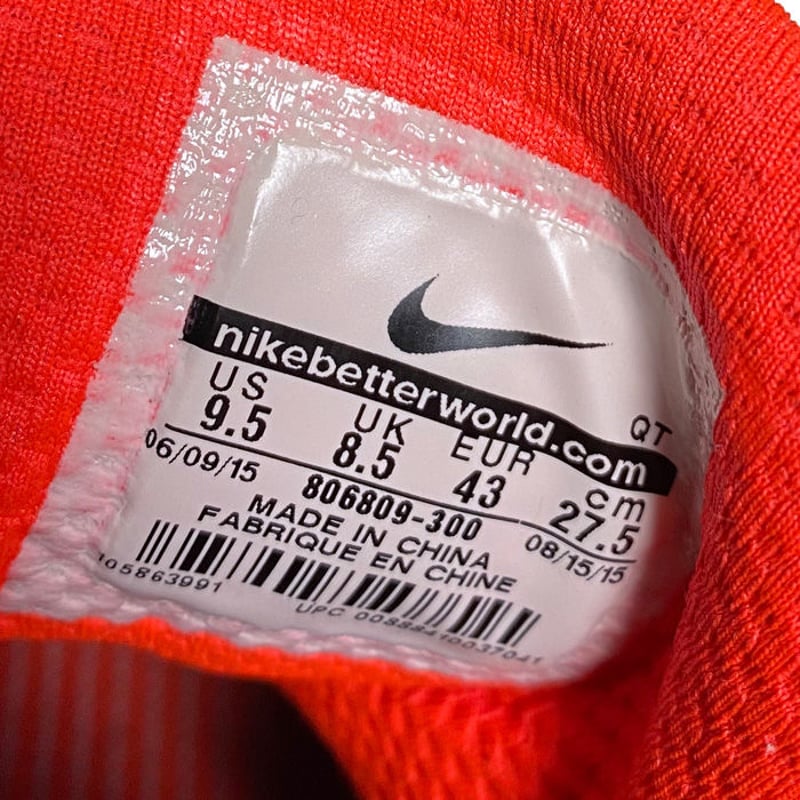 nikebetterworld.com
QT
US UK EUR cm
9.5 8.5 43 27.5
06/09/15 806809-300 08/15/15
MADE IN CHINA
FABRIQUE EN CHINE
UPC